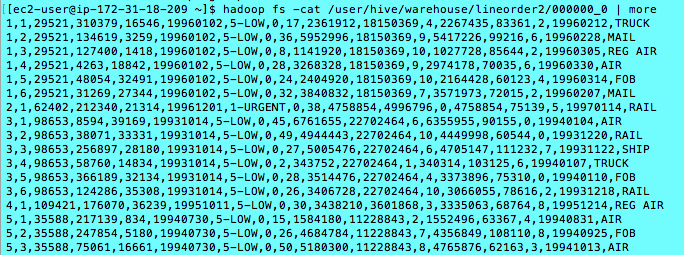 [[ec2-user@ip-172-31-18-209 ~]$ hadoop fs -cat /user/hive/warehouse/lineorder2/000000_0 | more
1,1,29521,310379,16546,19960102,5-LOW,0,17,2361912,18150369,4,2267435,83361,2,19960212,TRUCK
1,2,29521,134619,3259,19960102,5-LOW,0,36,5952996,18150369,9,5417226,99216,6,19960228,MAIL
1,3,29521,127400,1418,19960102,5-LOW,0,8,1141920,18150369,10,1027728,85644,2,19960305,REG AIR
1,4,29521,4263,18842,19960102,5-LOW,0,28,3268328,18150369,9,2974178,70035,6,19960330,AIR
1,5,29521,48054,32491,19960102,5-LOW,0,24,2404920,18150369,10,2164428,60123,4,19960314,FOB
1,6,29521,31269,27344,19960102,5-LOW,0,32,3840832,18150369,7,3571973,72015,2,19960207,MAIL
2,1,62402,212340,21314,19961201,1-URGENT,0,38,4758854,4996796,0,4758854,75139,5,19970114,RAIL
3,1,98653,8594,39169,19931014,5-LOW,0,45,6761655,22702464,6,6355955,90155,0,19940104,AIR
3,2,98653,38071,33331,19931014,5-LOW,0,49,4944443,22702464,10,4449998,60544,0,19931220,RAIL
3,3,98653,256897,28180,19931014,5-LOW,0,27,5005476,22702464,6,4705147,111232,7,19931122,SHIP
3,4,98653,58760,14834,19931014,5-LOW,0,2,343752,22702464,1,340314,103125,6,19940107,TRUCK
3,5,98653,366189,32134,19931014,5-LOW,0,28,3514476,22702464,4,3373896,75310,0,19940110,FOB
3,6,98653,124286,35308,19931014,5-LOW,0,26,3406728,22702464,10,3066055,78616,2,19931218,RAIL
4,1,109421,176070,36239,19951011,5-LOW,0,30,3438210,3601868,3,3335063,68764,8,19951214,REG AIR
5,1,35588,217139,834,19940730,5-LOW,0,15,1584180,11228843,2,1552496,63367,4,19940831,AIR
5,2,35588,247854,5180,19940730,5-LOW,0,26,4684784,11228843,7,4356849,108110,8,19940925,FOB
5,3,35588,75061,16661,19940730,5-LOW,0,50,5180300,11228843,8,4765876,62163,3,19941013,AIR